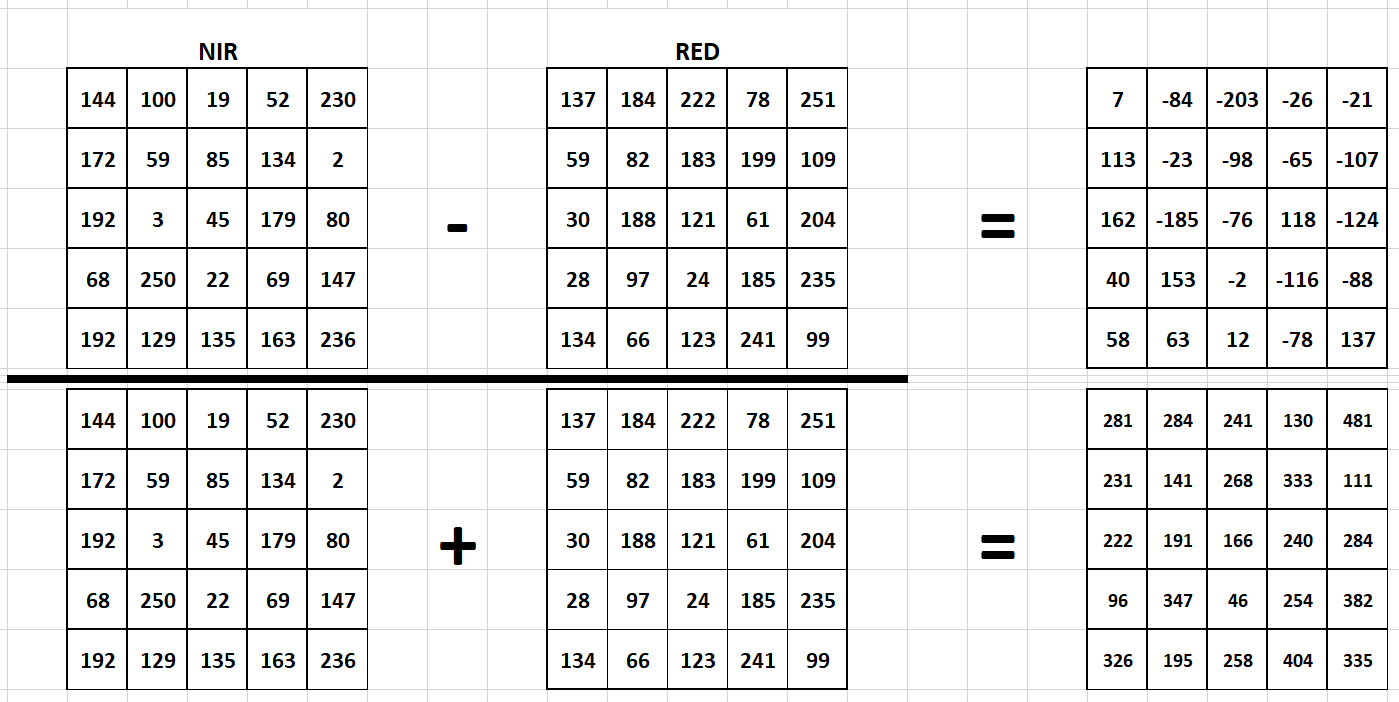 NIR RED
144 100 19 52 230 137 184 222 78 251 7 -84 -203 -26 -21
172 59 85 134 2 59 82 183 199 109 113 -23 -98 -65 -107
192 3 45 179 80 - 30 188 121 61 204 = 162 -185 -76 118 -124
68 250 22 69 147 28 97 24 185 235 40 153 -2 -116 -88
192 129 135 163 236 134 66 123 241 99 58 63 12 -78 137
144 100 19 52 230 137 184 222 78 251 281 284 241 130 481
172 59 85 134 2 59 82 183 199 109 231 141 268 333 111
192 3 45 179 80 + 30 188 121 61 204 = 222 191 166 240 284
68 250 22 69 147 28 97 24 185 235 96 347 46 254 382
192 129 135 163 236 134 66 123 241 99 326 195 258 404 335